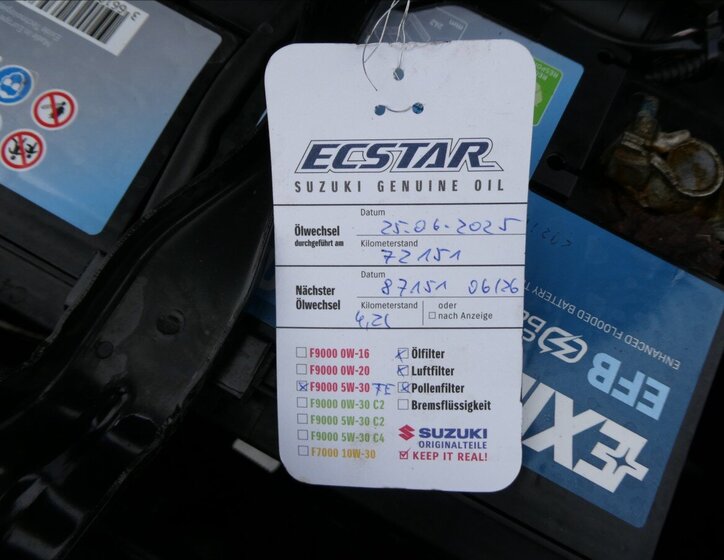 ECSTAR
SUZUKI GENUINE OIL
Ölwechsel
durchgeführt am
Datum
25.06.2025
Kilometerstand
72151
Nächster
Ölwechsel
Datum
87151 06/26
Kilometerstand
4,2l
oder
nach Anzeige
F9000 0W-16
F9000 0W-20
F9000 5W-30 FE
F9000 0W-30 C2
F9000 5W-30 C2
F9000 5W-30 C4
F7000 10W-30
Ölfilter
Luftfilter
Pollenfilter
Bremsflüssigkeit
SUZUKI
ORIGINALTEILE
KEEP IT REAL!
ENHANCED FLOODED BATTERY
EFB
EXI